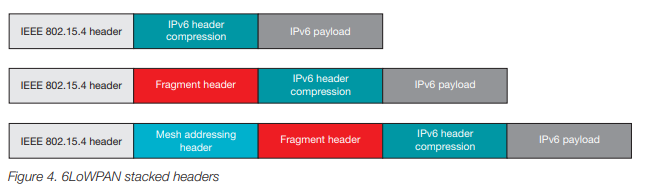 IEEE 802.15.4 header
IPv6 header
compression
IPv6 payload
IEEE 802.15.4 header
Fragment header
IPv6 header
compression
IPv6 payload
IEEE 802.15.4 header
Mesh addressing
header
Fragment header
IPv6 header
compression
IPv6 payload
Figure 4. 6LoWPAN stacked headers